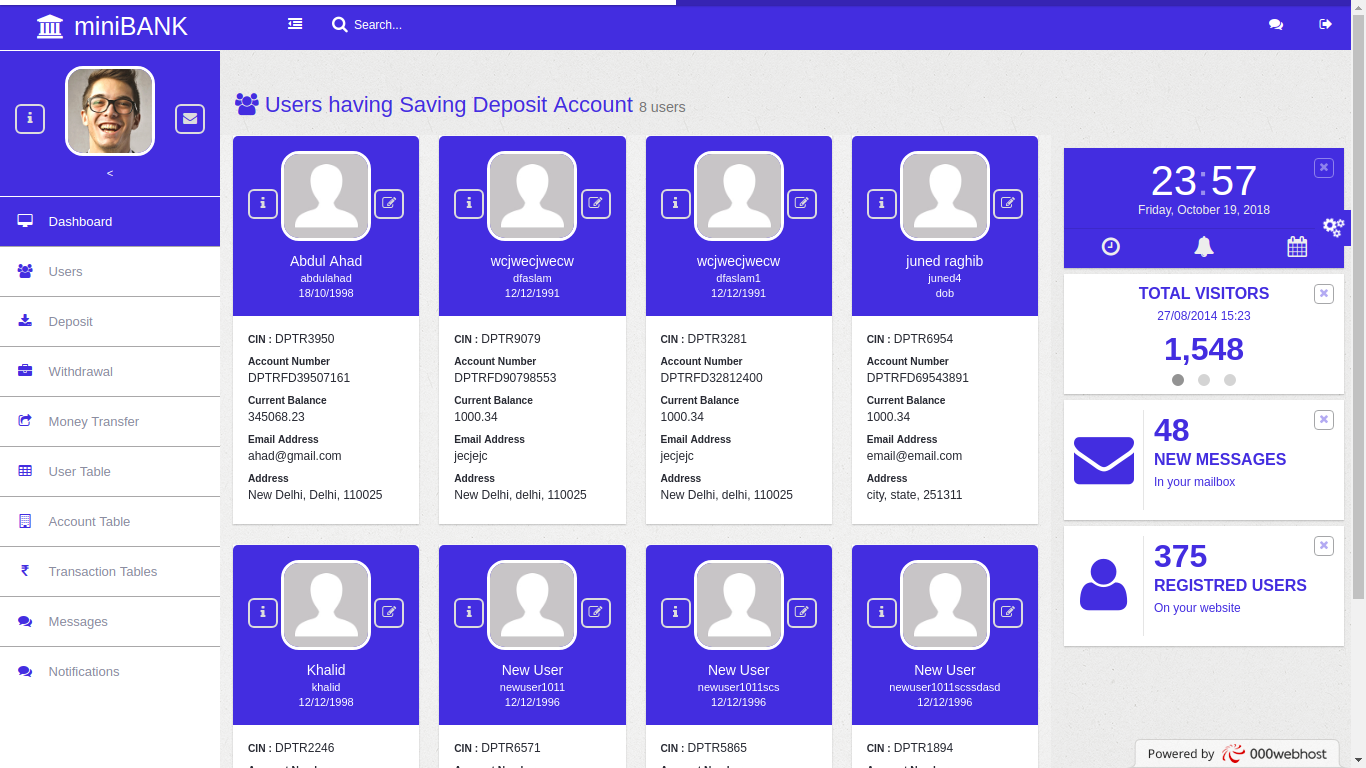 miniBANK
Search...
<
Dashboard
Users
Deposit
Withdrawal
Money Transfer
User Table
Account Table
Transaction Tables
Messages
Notifications
Users having Saving Deposit Account 8 users
Abdul Ahad
abdulahad
18/10/1998
CIN : DPTR3950
Account Number
DPTRFD39507161
Current Balance
345068.23
Email Address
ahad@gmail.com
Address
New Delhi, Delhi, 110025
wcjwecjwecw
dfaslam
12/12/1991
CIN : DPTR9079
Account Number
DPTRFD90798553
Current Balance
1000.34
Email Address
jecjejc
Address
New Delhi, delhi, 110025
wcjwecjwecw
dfaslam1
12/12/1991
CIN : DPTR3281
Account Number
DPTRFD32812400
Current Balance
1000.34
Email Address
jecjejc
Address
New Delhi, delhi, 110025
juned raghib
juned4
dob
CIN : DPTR6954
Account Number
DPTRFD69543891
Current Balance
1000.34
Email Address
email@email.com
Address
city, state, 251311
Khalid
khalid
12/12/1998
CIN : DPTR2246
Account Number
New User
newuser1011
12/12/1996
CIN : DPTR6571
Account Number
New User
newuser1011scs
12/12/1996
CIN : DPTR5865
Account Number
New User
newuser1011scssdasd
12/12/1996
CIN : DPTR1894
Account Number
23:57
Friday, October 19, 2018
TOTAL VISITORS
27/08/2014 15:23
1,548
48
NEW MESSAGES
In your mailbox
375
REGISTRED USERS
On your website
Powered by 000webhost